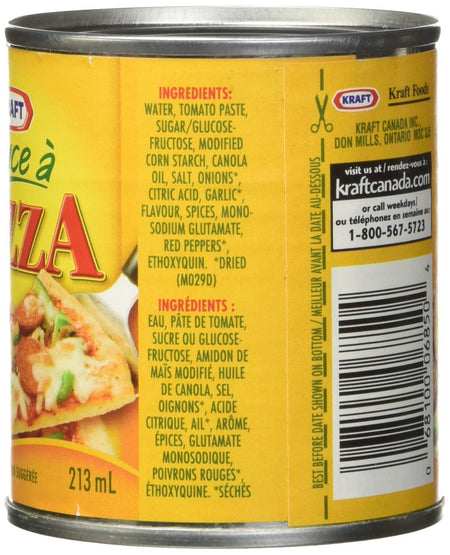 KRAFT
ce à
ZZA
SUGGÉRÉE
213 mL
INGREDIENTS:
WATER, TOMATO PASTE,
SUGAR/GLUCOSE-
FRUCTOSE, MODIFIED
CORN STARCH, CANOLA
OIL, SALT, ONIONS*,
CITRIC ACID, GARLIC*,
FLAVOUR, SPICES, MONO-
SODIUM GLUTAMATE,
RED PEPPERS*,
ETHOXYQUIN. *DRIED
(M029D)
INGRÉDIENTS :
EAU, PÂTE DE TOMATE,
SUCRE OU GLUCOSE-
FRUCTOSE, AMIDON DE
MAÏS MODIFIÉ, HUILE
DE CANOLA, SEL,
OIGNONS*, ACIDE
CITRIQUE, AIL*, ARÔME,
ÉPICES, GLUTAMATE
MONOSODIQUE,
POIVRONS ROUGES*
ÉTHOXYQUINE. *SÉCHÉS
BEST BEFORE DATE SHOWN ON BOTTOM / MEILLEUR AVANT LA DATE AU-DESSOUS
KRAFT
Kraft Foods
KRAFT CANADA INC.,
DON MILLS, ONTARIO
visit us at / rendez-vous à :
kraftcanada.com
or call weekdays/
ou téléphonez en semaine au:
1-800-567-5723
0 68100 06850 4